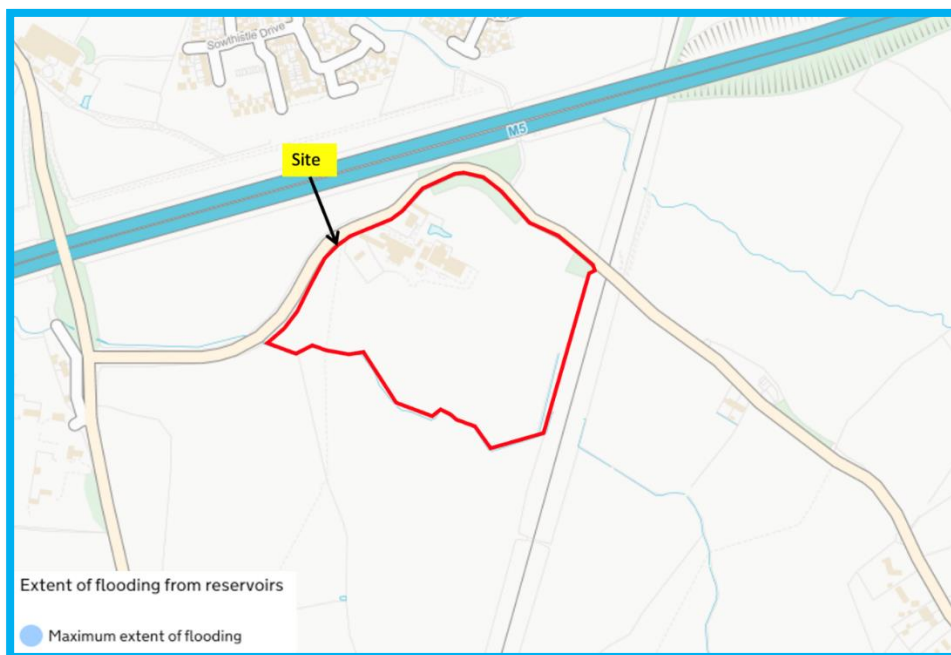 Sowthistle Drive
M5
Site
Extent of flooding from reservoirs
Maximum extent of flooding